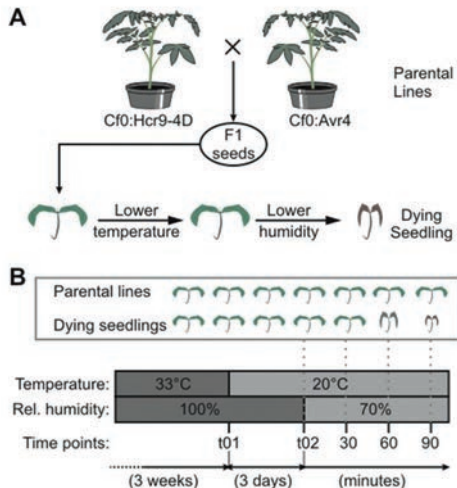 A
Cf0:Hcr9-4D
Cf0:Avr4
Parental
Lines
F1
seeds
Lower
temperature
Lower
humidity
Dying
Seedling
B
Parental lines
Dying seedlings
Temperature: 33°C 20°C
Rel. humidity: 100% 70%
Time points: t01 t02 30 60 90
(3 weeks) (3 days) (minutes)